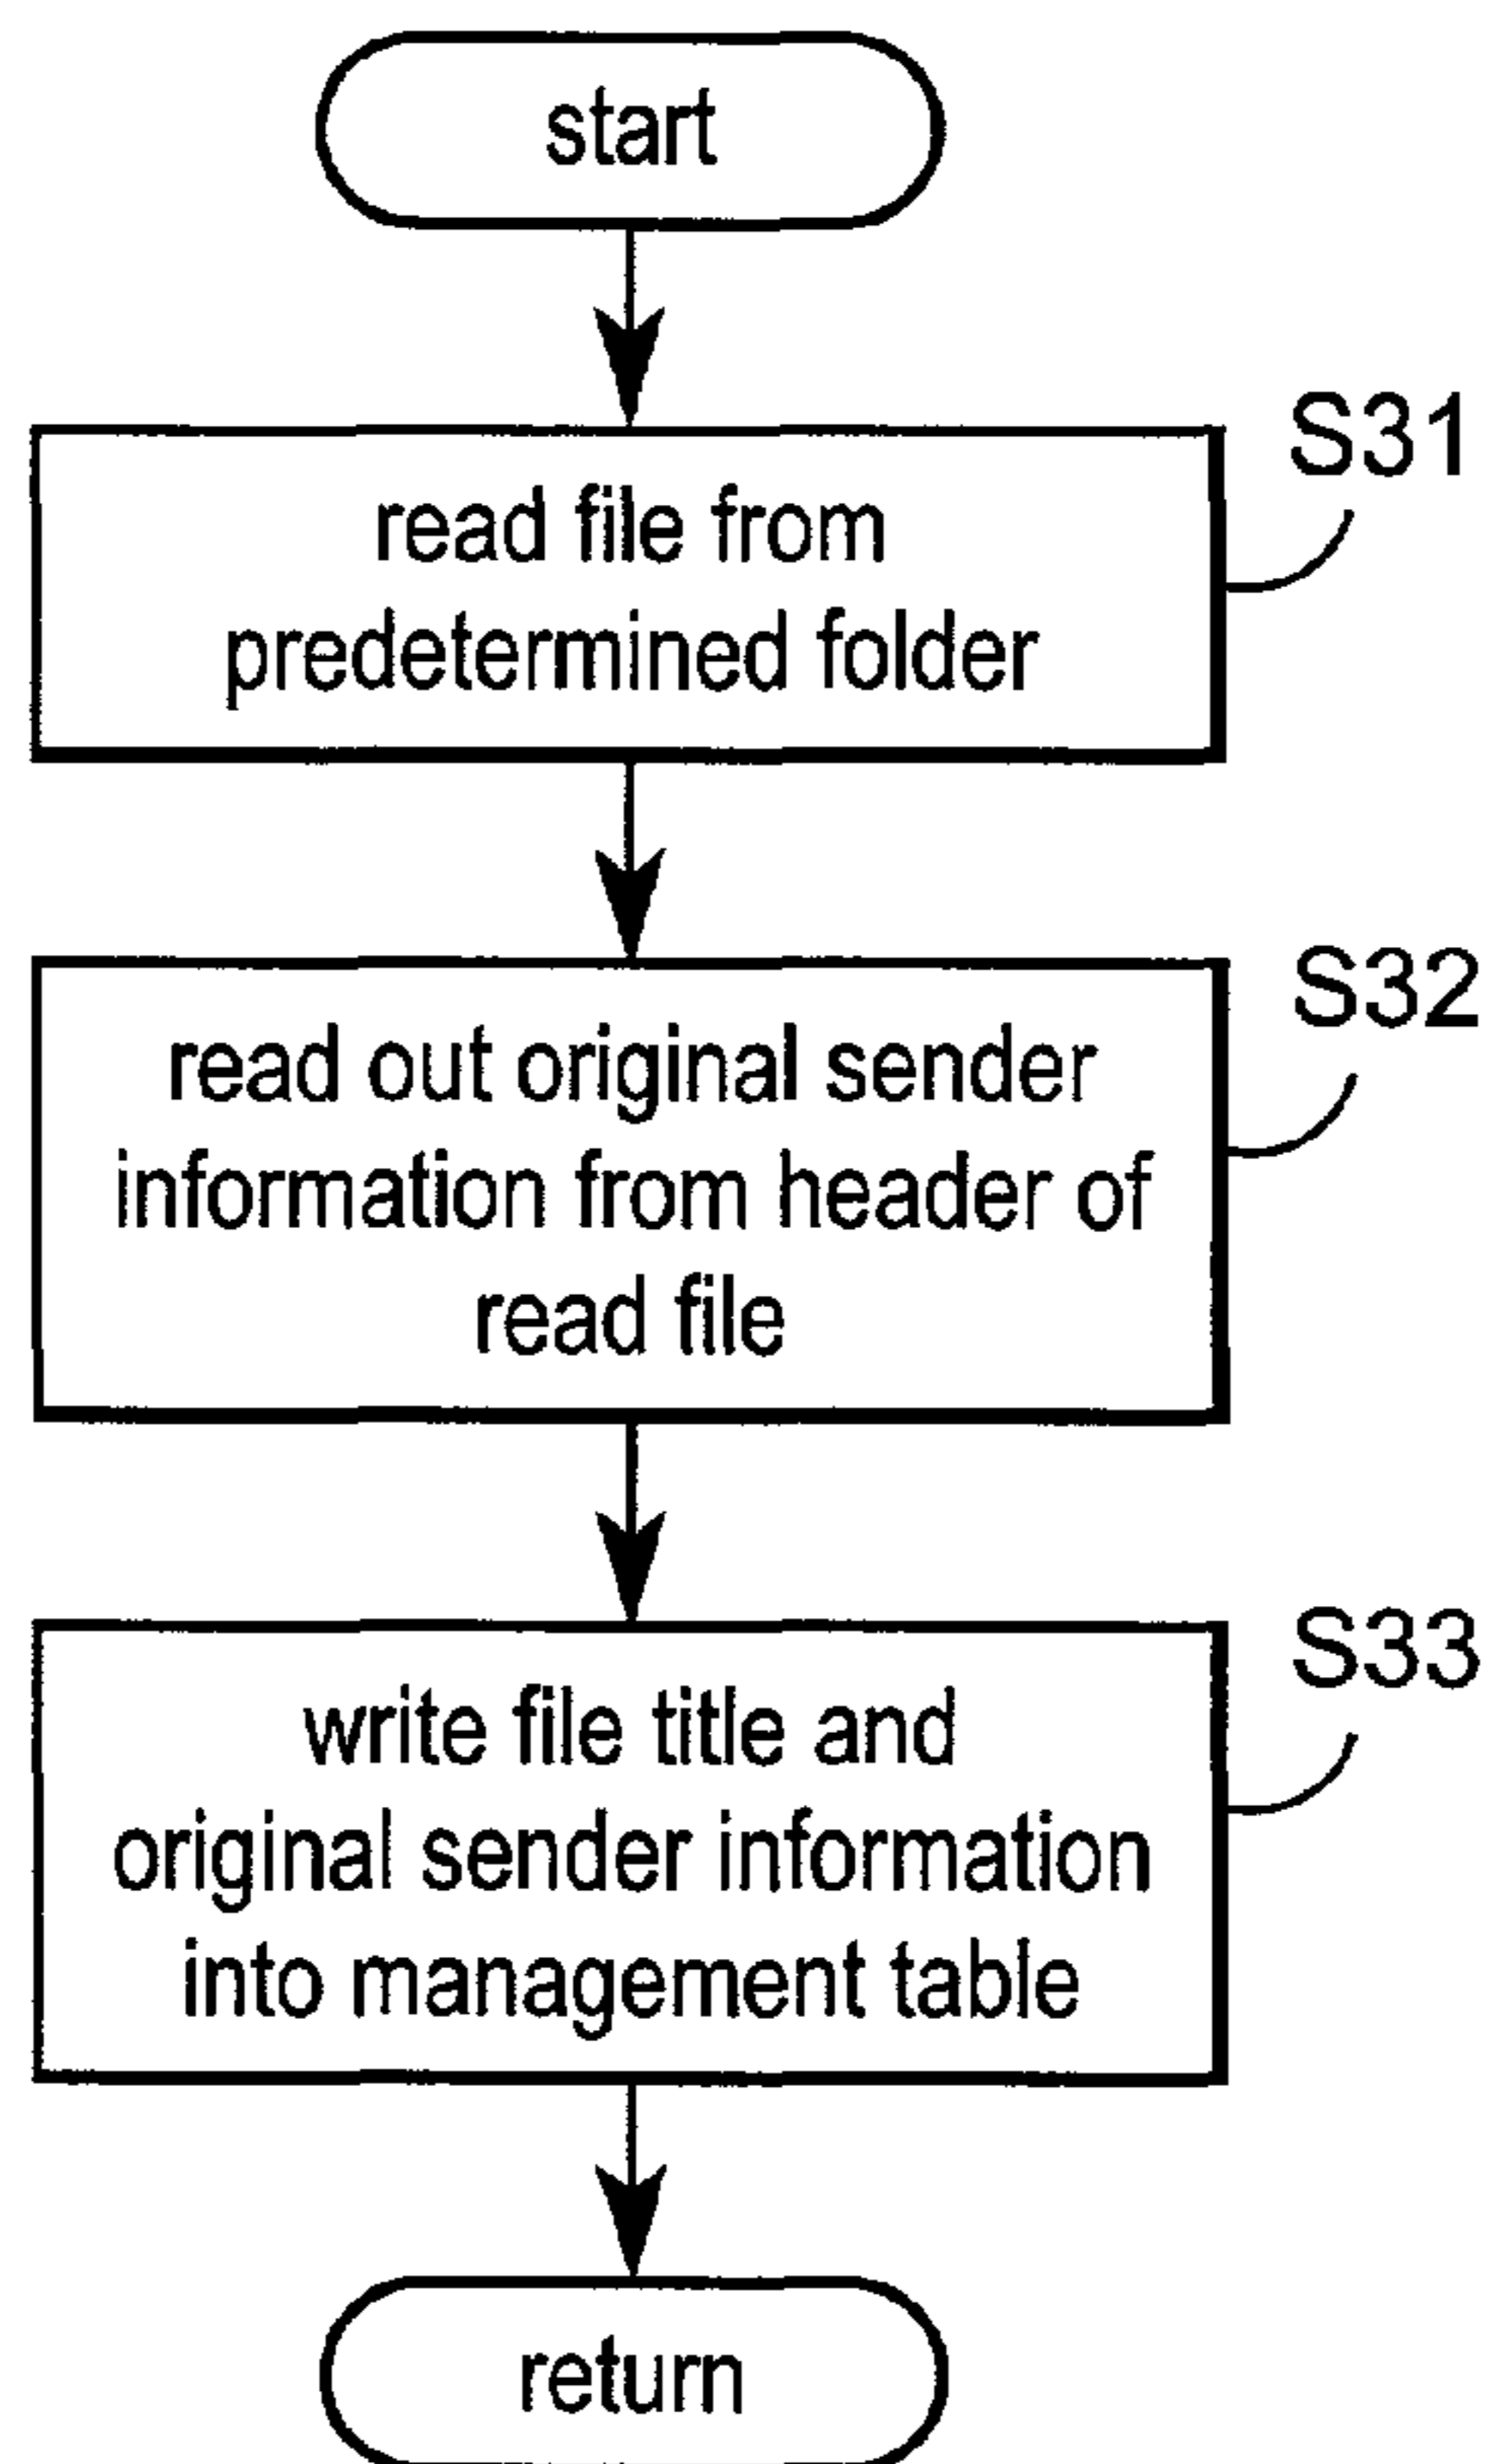 start
S31
read file from
predetermined folder
S32
read out original sender
information from header of
read file
S33
write file title and
original sender information
into management table
return